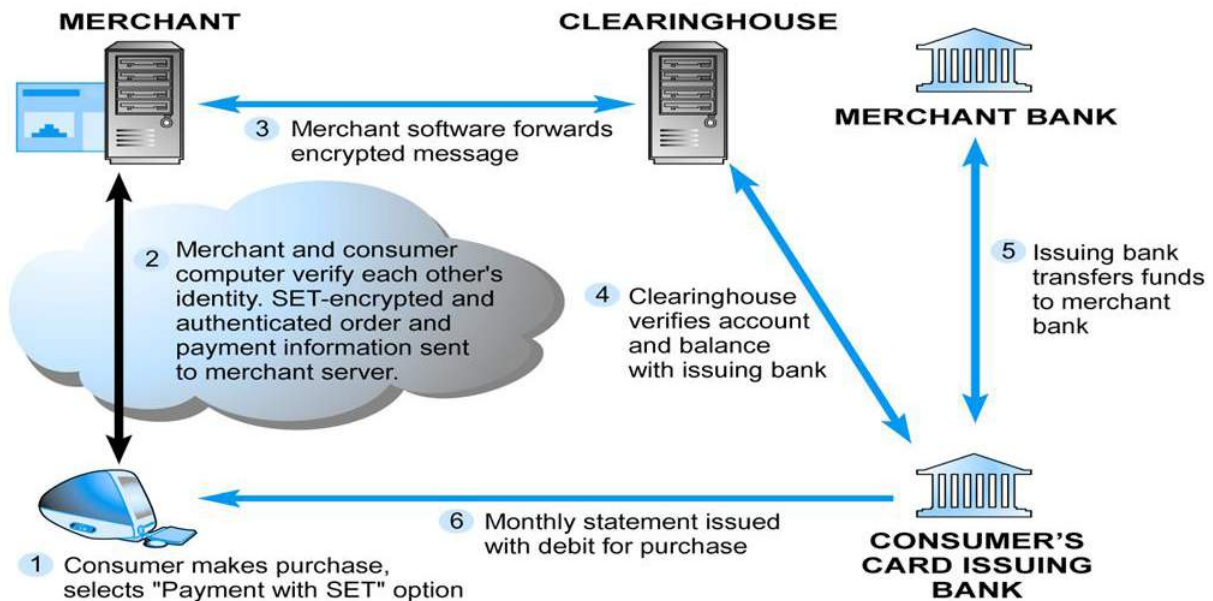 MERCHANT
CLEARINGHOUSE
MERCHANT BANK
3 Merchant software forwards
encrypted message
2 Merchant and consumer
computer verify each other's
identity. SET-encrypted and
authenticated order and
payment information sent
to merchant server.
4 Clearinghouse
verifies account
and balance
with issuing bank
5 Issuing bank
transfers funds
to merchant
bank
6 Monthly statement issued
with debit for purchase
1 Consumer makes purchase,
selects "Payment with SET" option
CONSUMER'S
CARD ISSUING
BANK